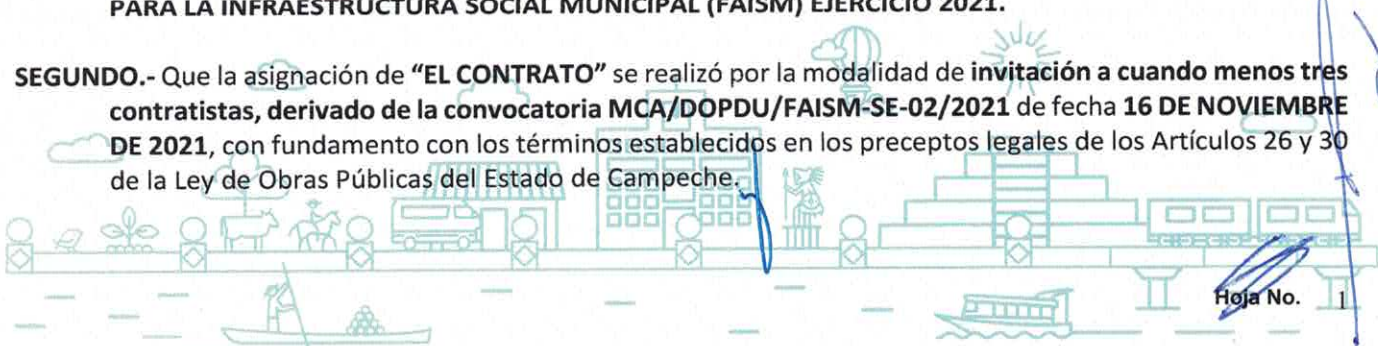 PARA LA INFRAESTRUCTURA SOCIAL MUNICIPAL (FAISM) EJERCICIO 2021.
SEGUNDO.- Que la asignación de “EL CONTRATO” se realizó por la modalidad de invitación a cuando menos tres
contratistas, derivado de la convocatoria MCA/DOPDU/FAISM-SE-02/2021 de fecha 16 DE NOVIEMBRE
DE 2021, con fundamento con los términos establecidos en los preceptos legales de los Artículos 26 y 30
de la Ley de Obras Públicas del Estado de Campeche.
Hoja No. 1